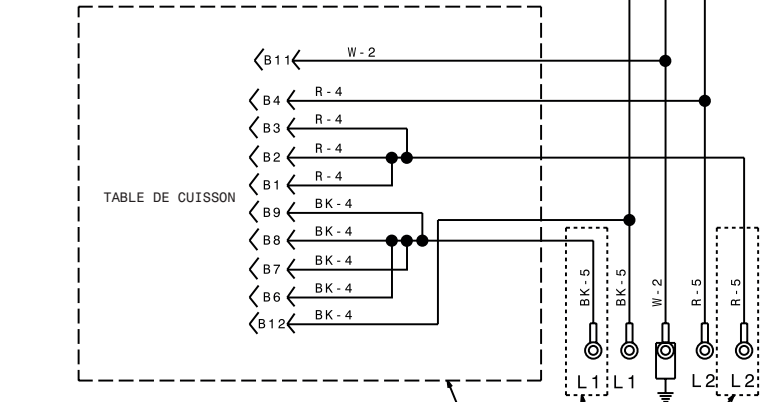 B11 W-2
B4 R-4
B3 R-4
B2 R-4
B1 R-4
TABLE DE CUISSON
B9 BK-4
B8 BK-4
B7 BK-4
B6 BK-4
B12 BK-4
BK-5 BK-5 W-2 R-5 R-5
L1 L1 L2 L2